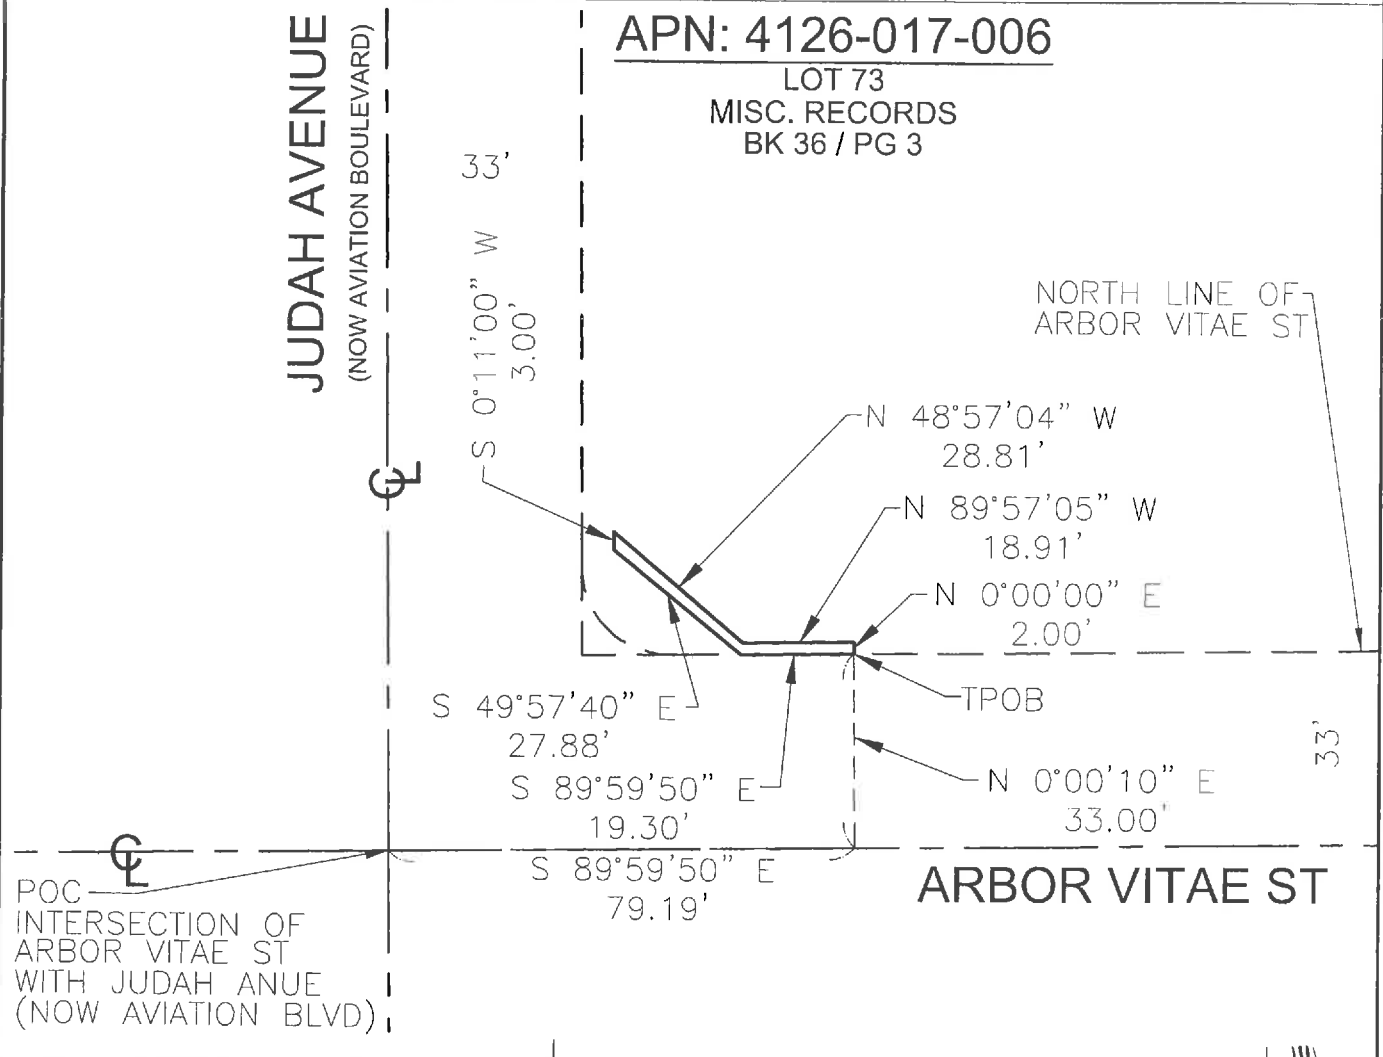 APN: 4126-017-006
LOT 73
MISC. RECORDS
BK 36 / PG 3
JUDAH AVENUE
(NOW AVIATION BOULEVARD)
33'
S 0°11'00" W
3.00'
NORTH LINE OF
ARBOR VITAE ST
N 48°57'04" W
28.81'
N 89°57'05" W
18.91'
N 0°00'00" E
2.00'
CL
S 49°57'40" E
27.88'
TPOB
33'
S 89°59'50" E
19.30'
N 0°00'10" E
33.00'
CL
S 89°59'50" E
79.19'
ARBOR VITAE ST
POC
INTERSECTION OF
ARBOR VITAE ST
WITH JUDAH ANUE
(NOW AVIATION BLVD)